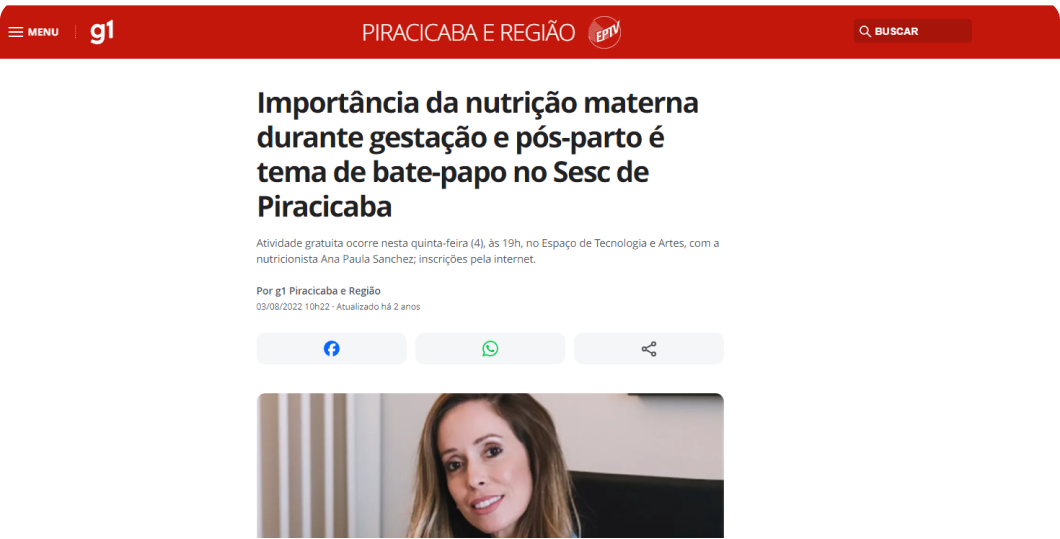 MENU
g1
PIRACICABA E REGIÃO
EPTV
BUSCAR
Importância da nutrição materna
durante gestação e pós-parto é
tema de bate-papo no Sesc de
Piracicaba
Atividade gratuita ocorre nesta quinta-feira (4), às 19h, no Espaço de Tecnologia e Artes, com a
nutricionista Ana Paula Sanchez; inscrições pela internet.
Por g1 Piracicaba e Região
03/08/2022 10h22 · Atualizado há 2 anos